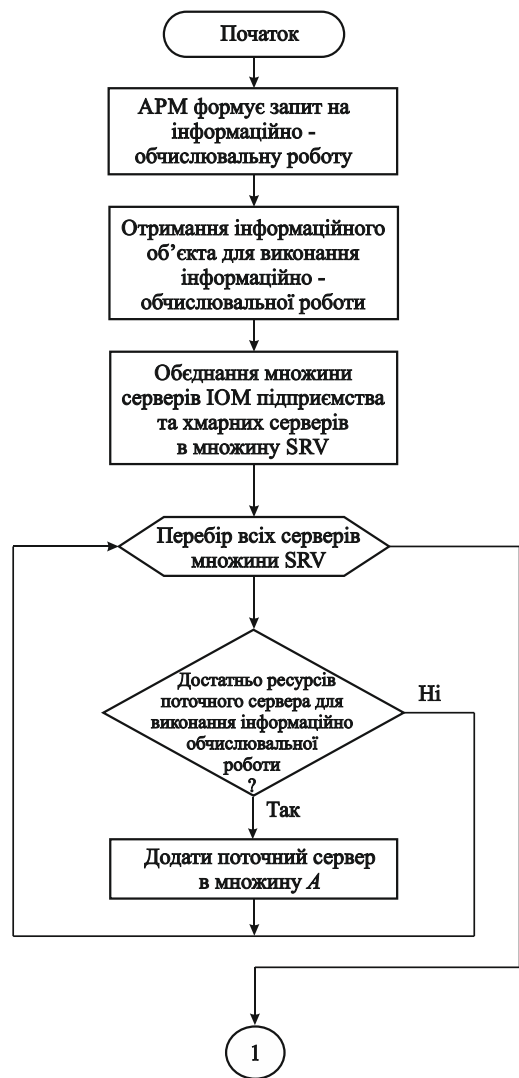 Початок
АРМ формує запит на
інформаційно -
обчислювальну роботу
Отримання інформаційного
об’єкта для виконання
інформаційно -
обчислювальної роботи
Обєднання множини
серверів ІОМ підприємства
та хмарних серверів
в множину SRV
Перебір всіх серверів
множини SRV
Достатньо ресурсів
поточного сервера для
виконання інформаційно
обчислювальної
роботи
?
Ні
Так
Додати поточний сервер
в множину A
1